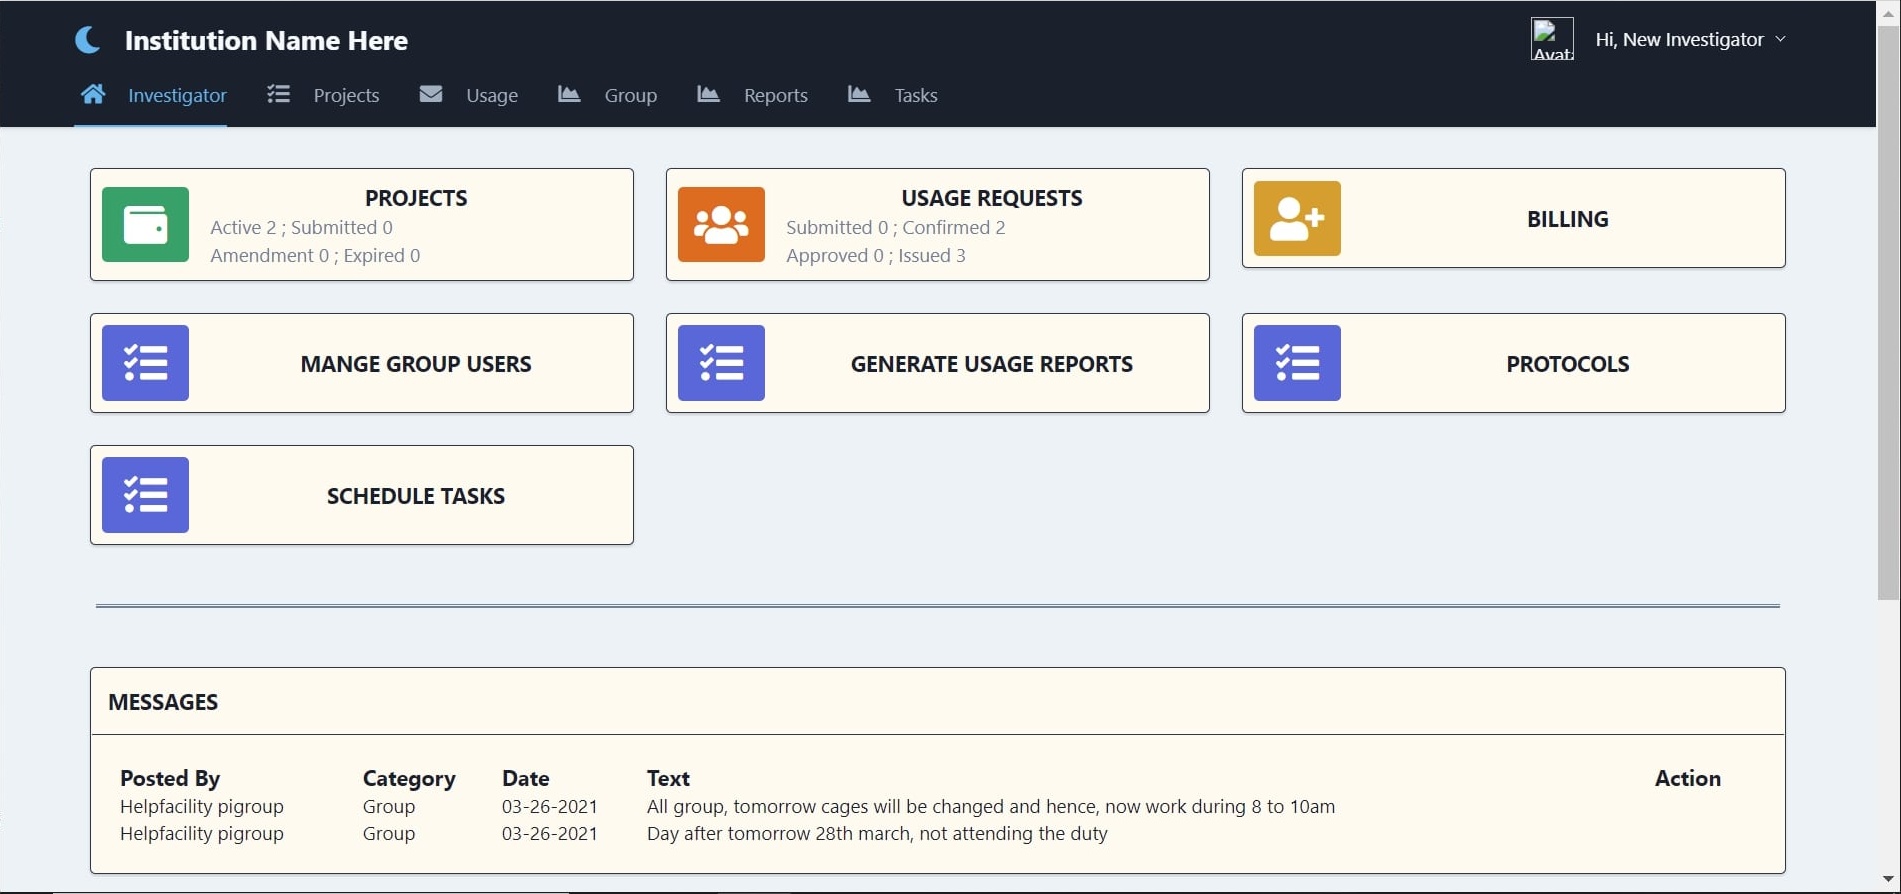 Institution Name Here
Avata
Hi, New Investigator
Investigator Projects Usage Group Reports Tasks
PROJECTS
Active 2 ; Submitted 0
Amendment 0 ; Expired 0
USAGE REQUESTS
Submitted 0 ; Confirmed 2
Approved 0 ; Issued 3
BILLING
MANGE GROUP USERS
GENERATE USAGE REPORTS
PROTOCOLS
SCHEDULE TASKS
MESSAGES
Posted By Category Date Text Action
Helpfacility pigroup Group 03-26-2021 All group, tomorrow cages will be changed and hence, now work during 8 to 10am
Helpfacility pigroup Group 03-26-2021 Day after tomorrow 28th march, not attending the duty